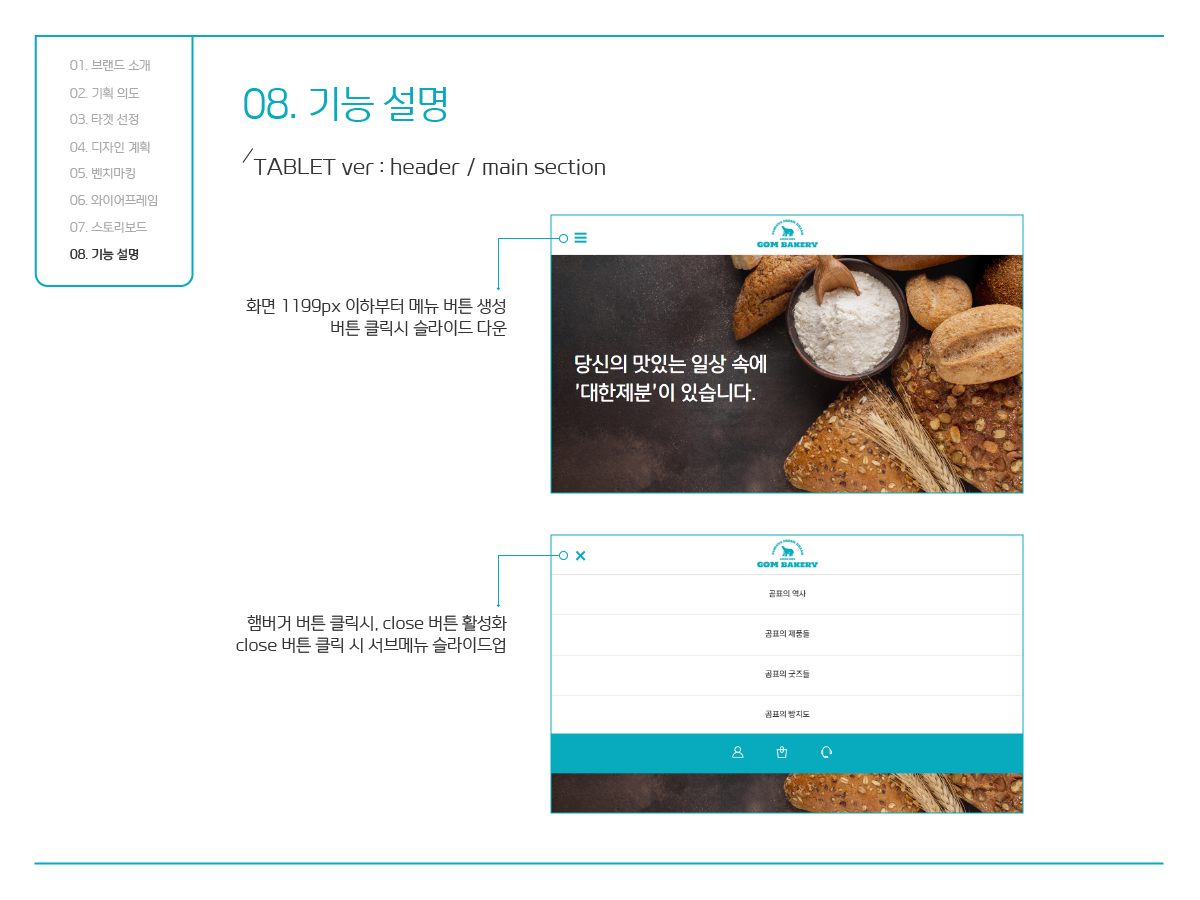 01. 브랜드 소개
02. 기획 의도
03. 타겟 선정
04. 디자인 계획
05. 벤치마킹
06. 와이어프레임
07. 스토리보드
08. 기능 설명
08. 기능 설명
/TABLET ver : header / main section
GOM BAKERY
화면 1199px 이하부터 메뉴 버튼 생성
버튼 클릭시 슬라이드 다운
당신의 맛있는 일상 속에
'대한제분'이 있습니다.
GOM BAKERY
곰표의 역사
햄버거 버튼 클릭시, close 버튼 활성화
close 버튼 클릭 시 서브메뉴 슬라이드업
곰표의 제품들
곰표의 굿즈들
곰표의 빵지도
0